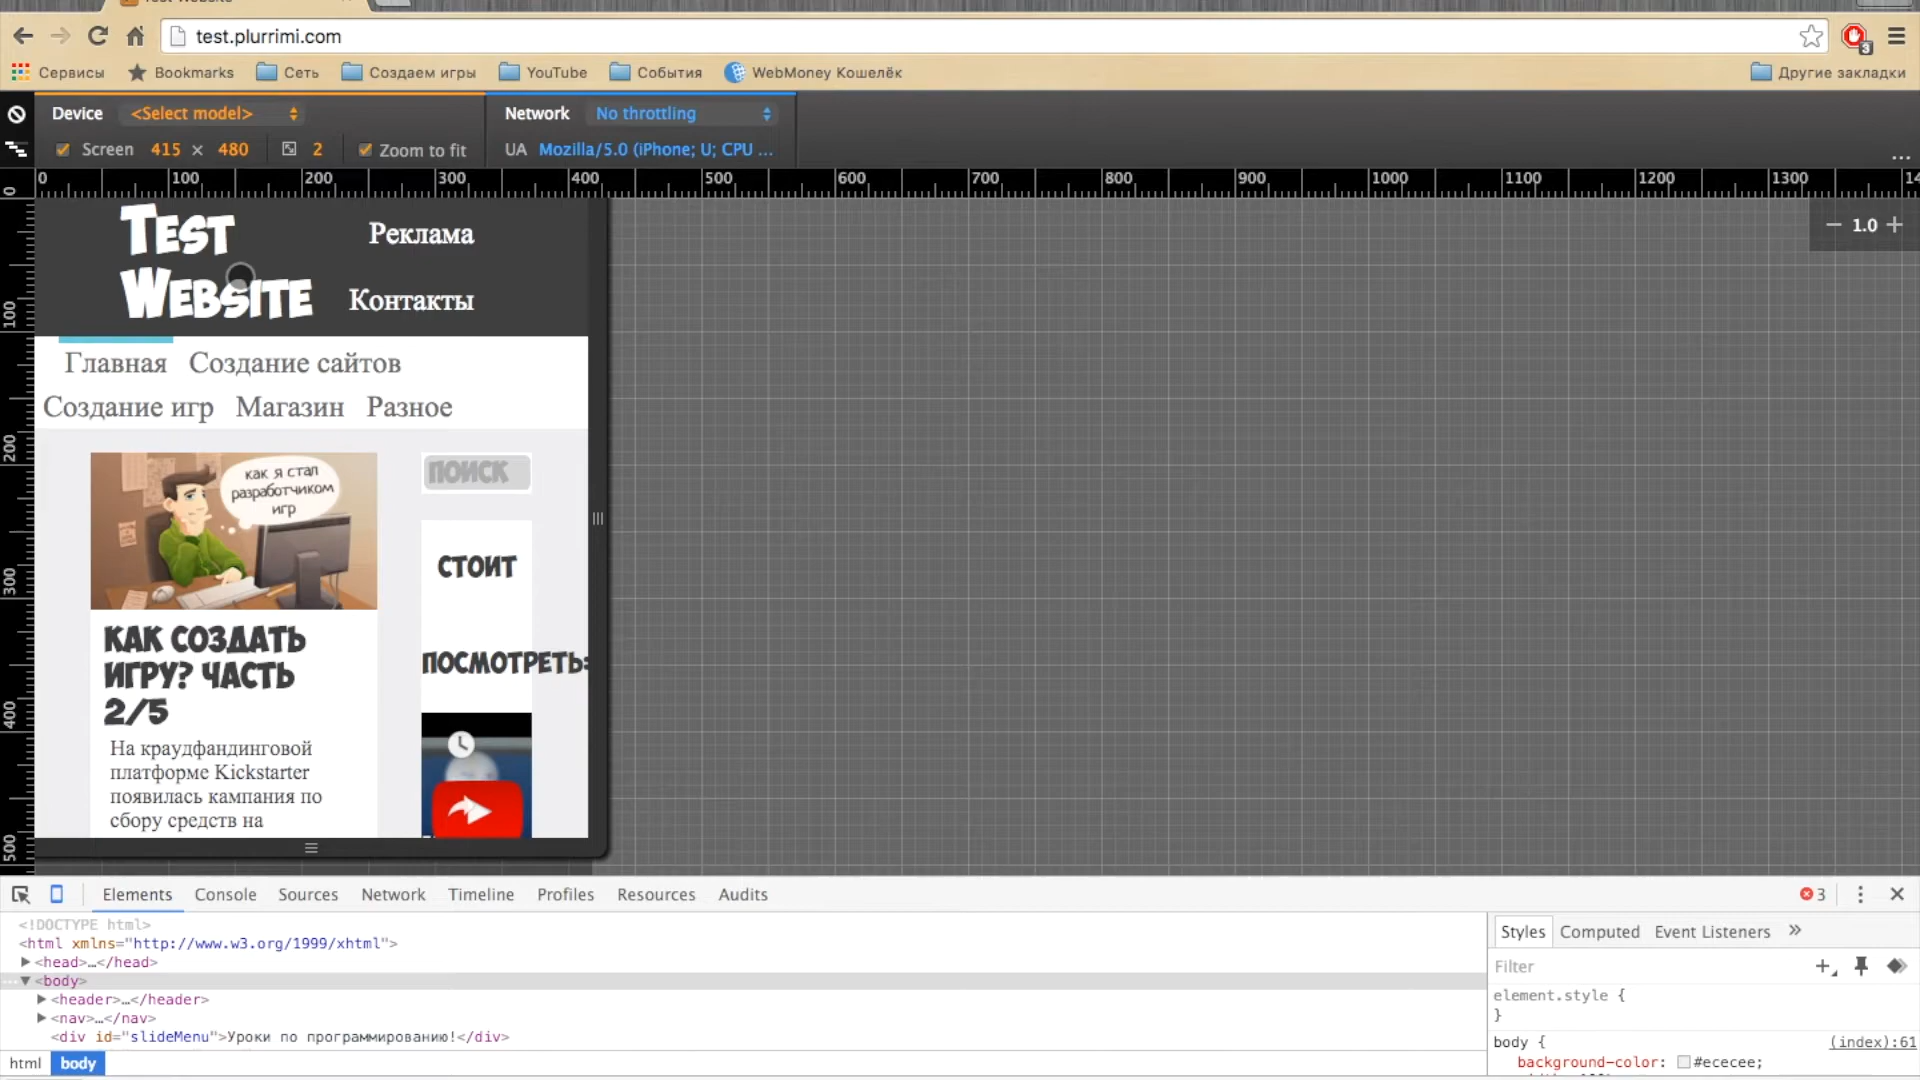 test.plurrimi.com
Сервисы Bookmarks Сеть Создаем игры YouTube События WebMoney Кошелёк Другие закладки
Device <Select model> Network No throttling
Screen 415 × 480 2 Zoom to fit UA Mozilla/5.0 (iPhone; U; CPU ...
0 100 200 300 400 500 600 700 800 900 1000 1100 1200 1300
0 100 200 300 400 500
1.0
TEST
WEBSITE
Реклама
Контакты
Главная Создание сайтов
Создание игр Магазин Разное
как я стал
разработчиком
игр
ПОИСК
СТОИТ
ПОСМОТРЕТЬ:
КАК СОЗДАТЬ
ИГРУ? ЧАСТЬ
2/5
На краудфандинговой
платформе Kickstarter
появилась кампания по
сбору средств на
Elements Console Sources Network Timeline Profiles Resources Audits 3
<!DOCTYPE html>
<html xmlns="http://www.w3.org/1999/xhtml">
<head>…</head>
<body>
<header>…</header>
<nav>…</nav>
<div id="slideMenu">Уроки по программированию!</div>
html body
Styles Computed Event Listeners »
Filter
element.style {
}
body { (index):61
background-color: #ececee;